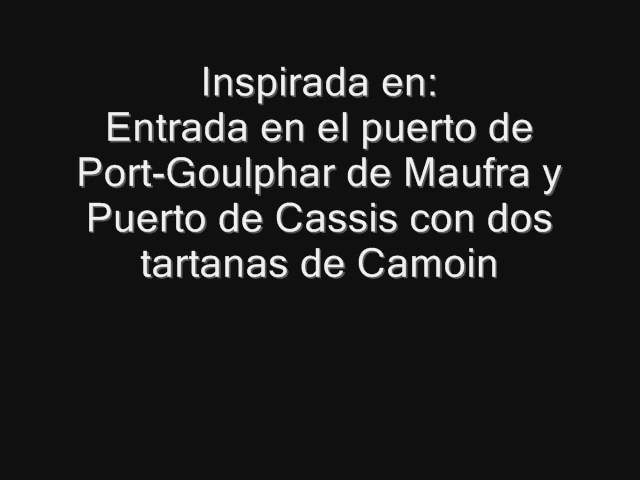 Inspirada en:
Entrada en el puerto de
Port-Goulphar de Maufra y
Puerto de Cassis con dos
tartanas de Camoin